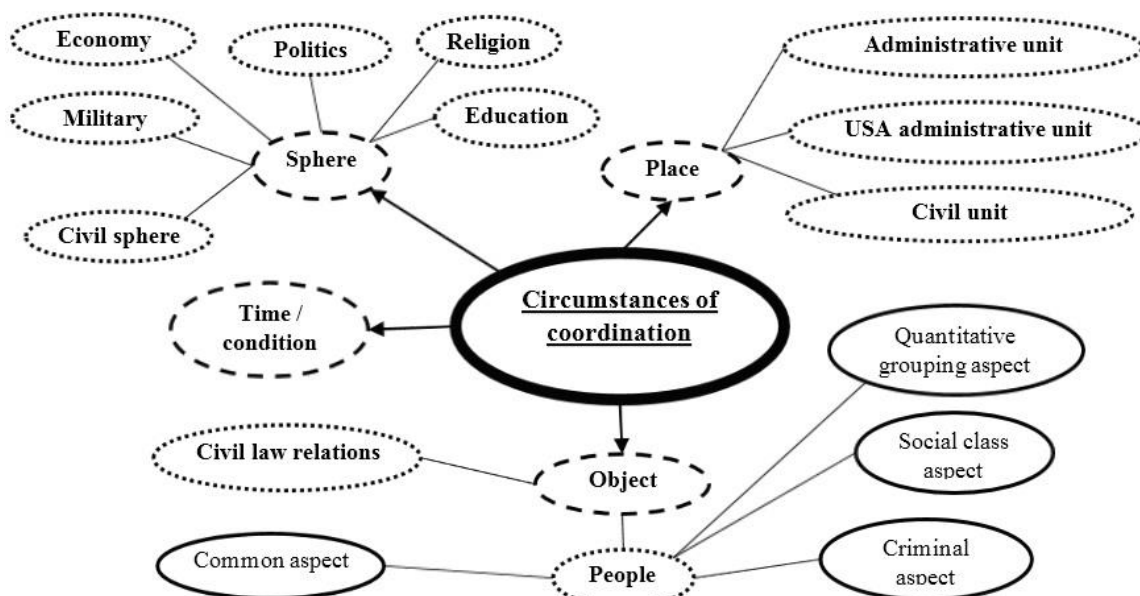 Economy
Politics
Religion
Administrative unit
Military
Education
USA administrative unit
Sphere
Place
Civil sphere
Civil unit
Circumstances of
coordination
Time /
condition
Quantitative
grouping aspect
Civil law relations
Object
Social class
aspect
Common aspect
People
Criminal
aspect